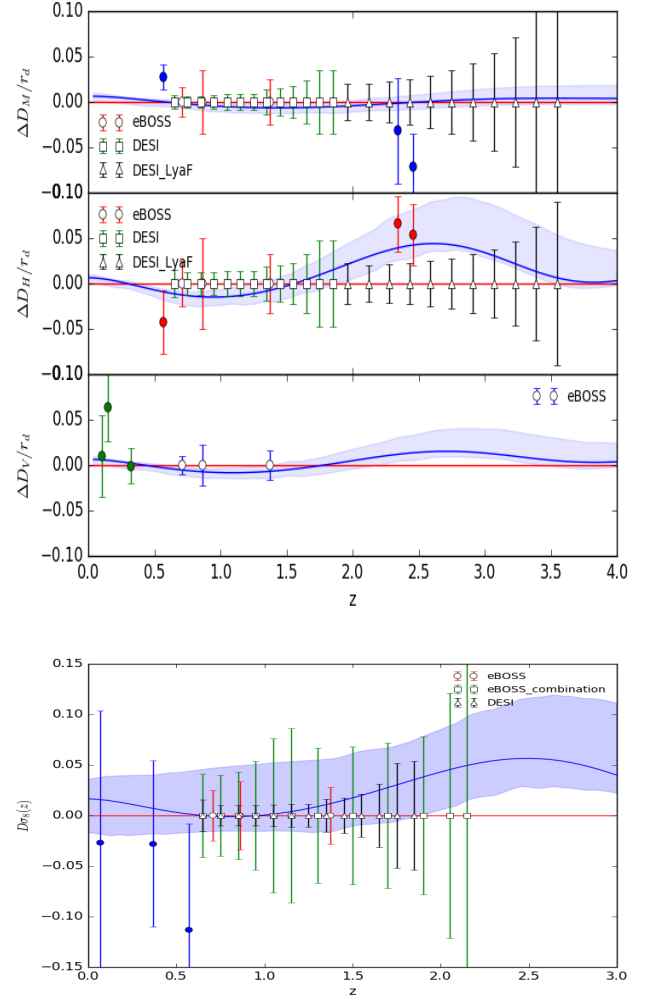 0.10
0.05
0.00
−0.05
−0.10
ΔD_M/r_d
eBOSS
DESI
DESI_LyaF
0.10
0.05
0.00
−0.05
−0.10
ΔD_H/r_d
eBOSS
DESI
DESI_LyaF
0.10
0.05
0.00
−0.05
−0.10
ΔD_V/r_d
eBOSS
0.0 0.5 1.0 1.5 2.0 2.5 3.0 3.5 4.0
z
0.15
0.10
0.05
0.00
−0.05
−0.10
−0.15
Dσ_8(z)
eBOSS
eBOSS_combination
DESI
0.0 0.5 1.0 1.5 2.0 2.5 3.0
z